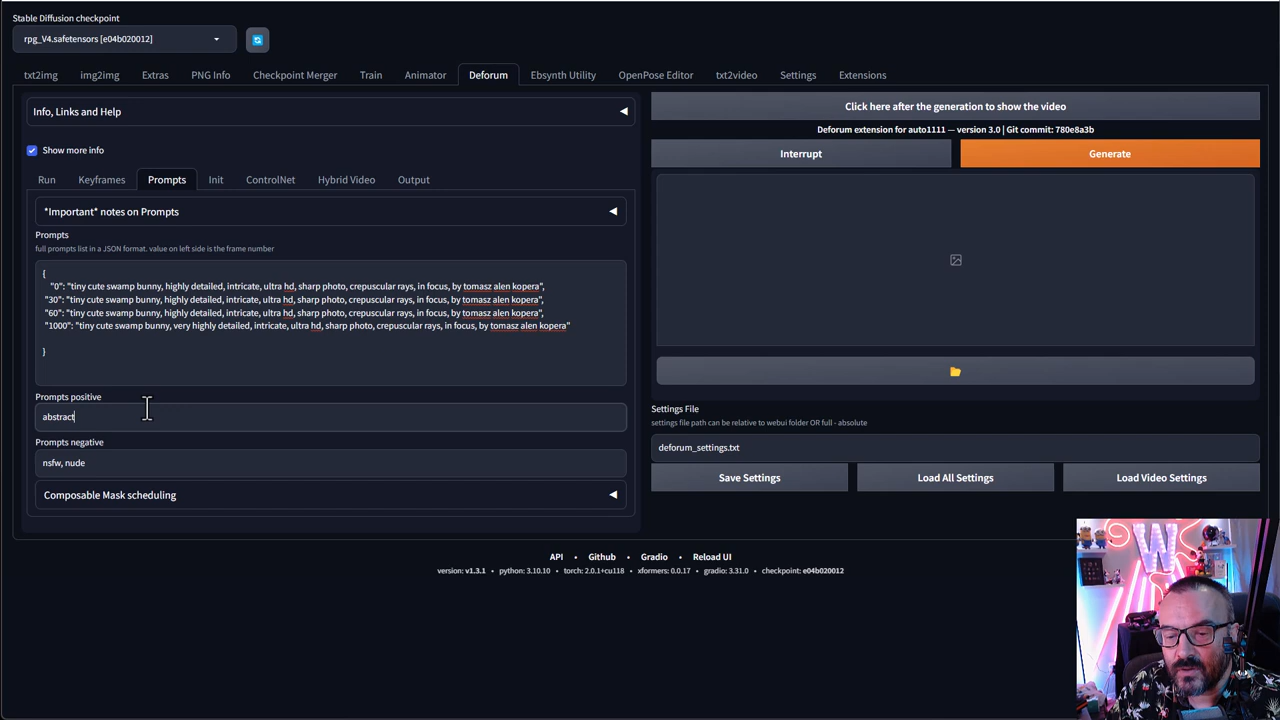 Stable Diffusion checkpoint
rpg_V4.safetensors [e04b020012]
txt2img img2img Extras PNG Info Checkpoint Merger Train Animator Deforum Ebsynth Utility OpenPose Editor txt2video Settings Extensions
Info, Links and Help
Show more info
Run Keyframes Prompts Init ControlNet Hybrid Video Output
*Important* notes on Prompts
Prompts
full prompts list in a JSON format. value on left side is the frame number
{
"0": "tiny cute swamp bunny, highly detailed, intricate, ultra hd, sharp photo, crepuscular rays, in focus, by tomasz alen kopera",
"30": "tiny cute swamp bunny, highly detailed, intricate, ultra hd, sharp photo, crepuscular rays, in focus, by tomasz alen kopera",
"60": "tiny cute swamp bunny, highly detailed, intricate, ultra hd, sharp photo, crepuscular rays, in focus, by tomasz alen kopera",
"1000": "tiny cute swamp bunny, very highly detailed, intricate, ultra hd, sharp photo, crepuscular rays, in focus, by tomasz alen kopera"
}
Prompts positive
abstract
Prompts negative
nsfw, nude
Composable Mask scheduling
Click here after the generation to show the video
Deforum extension for auto1111 — version 3.0 | Git commit: 780e8a3b
Interrupt Generate
Settings File
settings file path can be relative to webui folder OR full - absolute
deforum_settings.txt
Save Settings Load All Settings Load Video Settings
API • Github • Gradio • Reload UI
version: v1.3.1 • python: 3.10.10 • torch: 2.0.1+cu118 • xformers: 0.0.17 • gradio: 3.31.0 • checkpoint: e04b020012
W